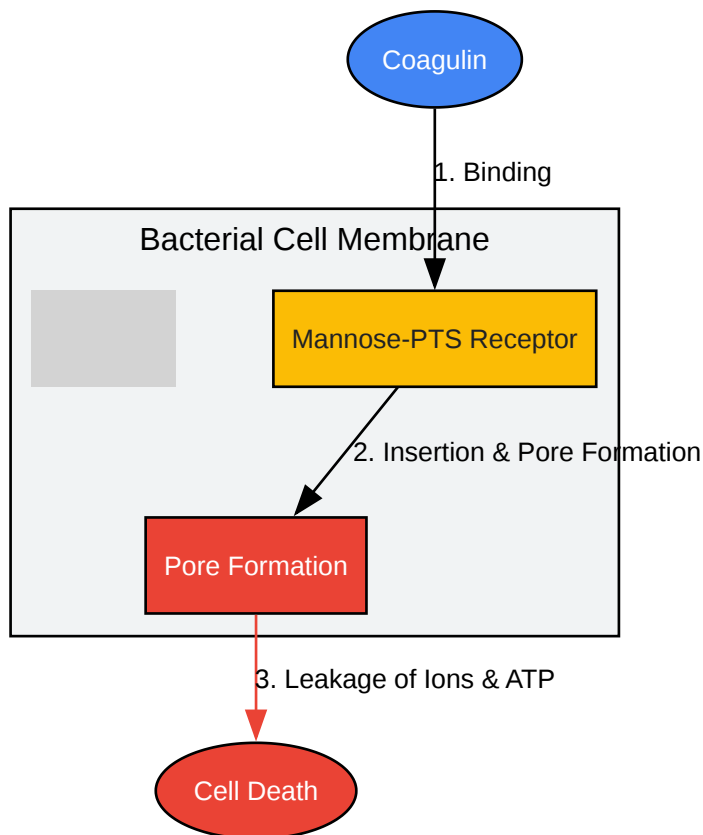 Coagulin
1. Binding
Bacterial Cell Membrane
Mannose-PTS Receptor
2. Insertion & Pore Formation
Pore Formation
3. Leakage of Ions & ATP
Cell Death